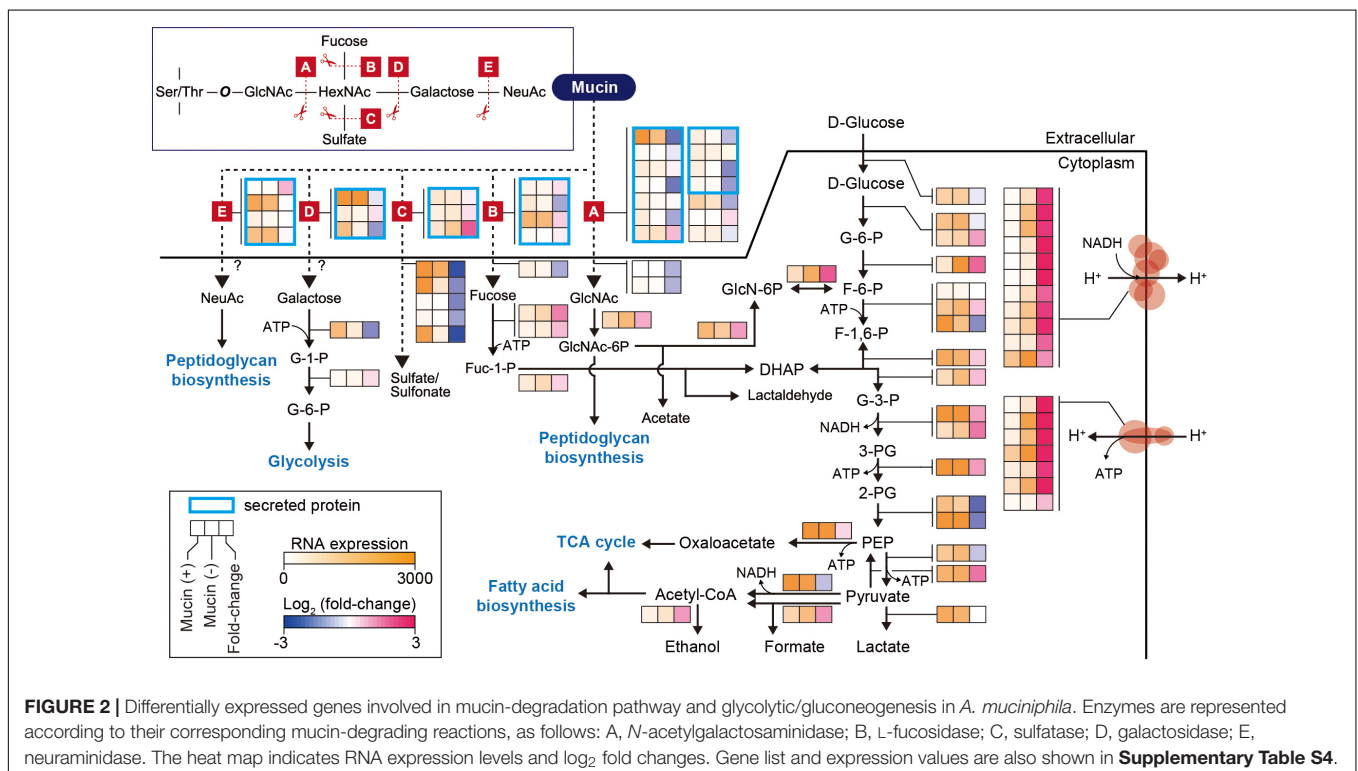 Fucose
A
B
D
E
Ser/Thr
O
GlcNAc
HexNAc
Galactose
NeuAc
Mucin
C
Sulfate
D-Glucose
Extracellular
Cytoplasm
D-Glucose
E
D
C
B
A
G-6-P
NADH
H+
H+
?
?
NeuAc
Galactose
Fucose
GlcNAc
GlcN-6P
F-6-P
ATP
ATP
F-1,6-P
ATP
GlcNAc-6P
Peptidoglycan
biosynthesis
G-1-P
Sulfate/
Sulfonate
Fuc-1-P
DHAP
Lactaldehyde
G-3-P
G-6-P
Acetate
NADH
H+
H+
Peptidoglycan
biosynthesis
3-PG
Glycolysis
ATP
ATP
2-PG
secreted protein
RNA expression
0
3000
Log2 (fold-change)
-3
3
Mucin (+)
Mucin (-)
Fold-change
TCA cycle
Oxaloacetate
PEP
ATP
ATP
NADH
Fatty acid
biosynthesis
Acetyl-CoA
Pyruvate
Ethanol
Formate
Lactate
FIGURE 2 | Differentially expressed genes involved in mucin-degradation pathway and glycolytic/gluconeogenesis in A. muciniphila. Enzymes are represented
according to their corresponding mucin-degrading reactions, as follows: A, N-acetylgalactosaminidase; B, L-fucosidase; C, sulfatase; D, galactosidase; E,
neuraminidase. The heat map indicates RNA expression levels and log2 fold changes. Gene list and expression values are also shown in Supplementary Table S4.